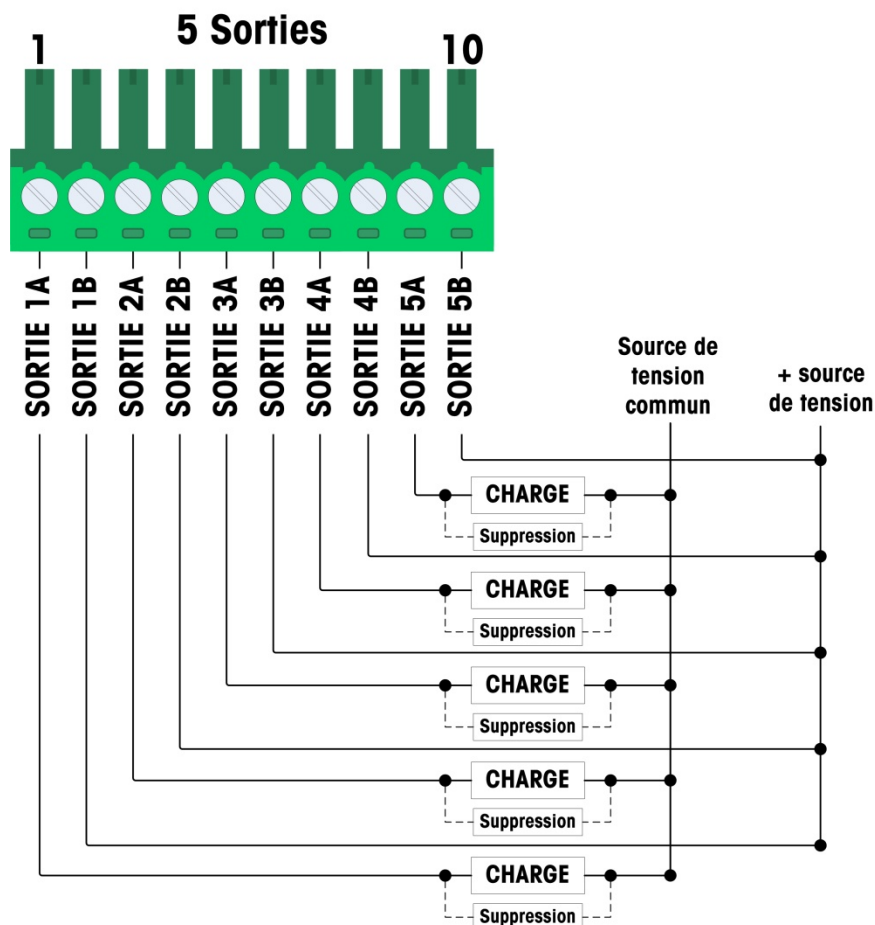 5 Sorties
1
10
SORTIE 1A
SORTIE 1B
SORTIE 2A
SORTIE 2B
SORTIE 3A
SORTIE 3B
SORTIE 4A
SORTIE 4B
SORTIE 5A
SORTIE 5B
Source de
tension
commun
+ source
de tension
CHARGE
Suppression
CHARGE
Suppression
CHARGE
Suppression
CHARGE
Suppression
CHARGE
Suppression